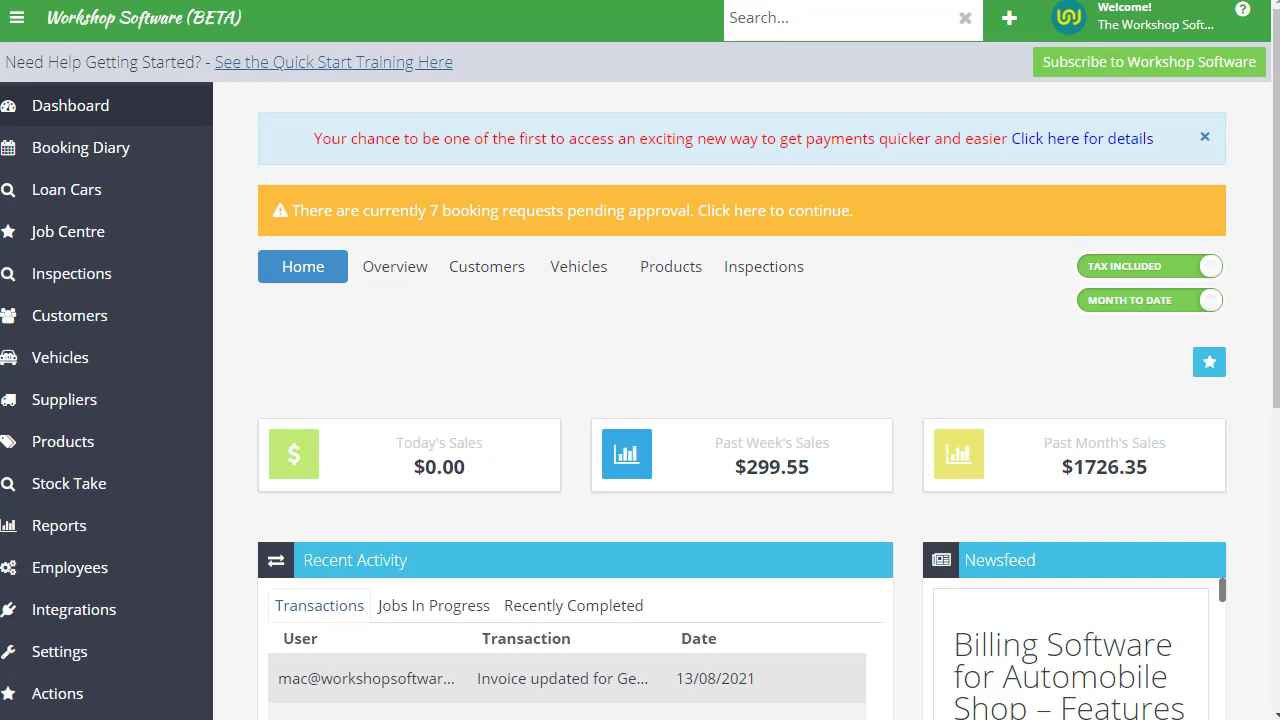 Workshop Software (BETA)
Search...
Welcome!
The Workshop Soft...
Need Help Getting Started? - See the Quick Start Training Here
Subscribe to Workshop Software
Dashboard
Booking Diary
Loan Cars
Job Centre
Inspections
Customers
Vehicles
Suppliers
Products
Stock Take
Reports
Employees
Integrations
Settings
Actions
Your chance to be one of the first to access an exciting new way to get payments quicker and easier Click here for details
There are currently 7 booking requests pending approval. Click here to continue.
Home Overview Customers Vehicles Products Inspections
TAX INCLUDED
MONTH TO DATE
Today's Sales
$0.00
Past Week's Sales
$299.55
Past Month's Sales
$1726.35
Recent Activity
Transactions Jobs In Progress Recently Completed
User Transaction Date
mac@workshopsoftwar... Invoice updated for Ge... 13/08/2021
Newsfeed
Billing Software
for Automobile
Shop – Features